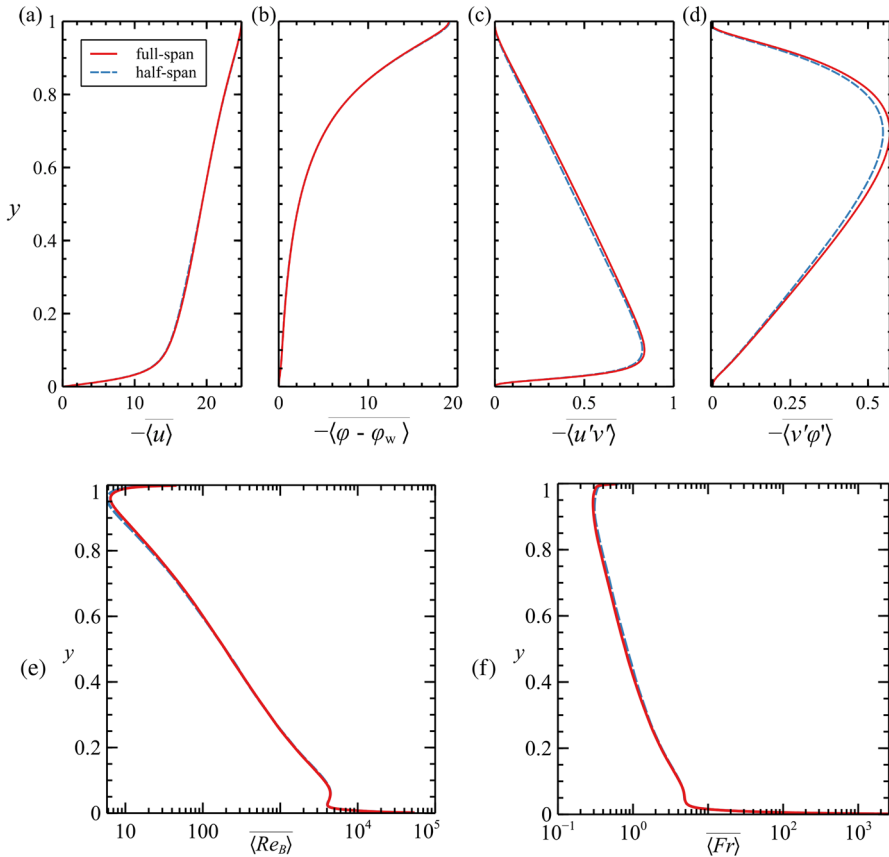 (a) (b) (c) (d)
1
full-span
half-span
0.8
0.6
y
0.4
0.2
0
0 20 0 10 20 0 0.5 1 0 0.25 0.5
−⟨u⟩ −⟨φ - φw⟩ −⟨u'v'⟩ −⟨v'φ'⟩
1 1
0.8 0.8
(e) y (f) y
0.6 0.6
0.4 0.4
0.2 0.2
0 0
10 100 10³ 10⁴ 10⁵ 10⁻¹ 10⁰ 10¹ 10² 10³
⟨Re_B⟩ ⟨Fr⟩